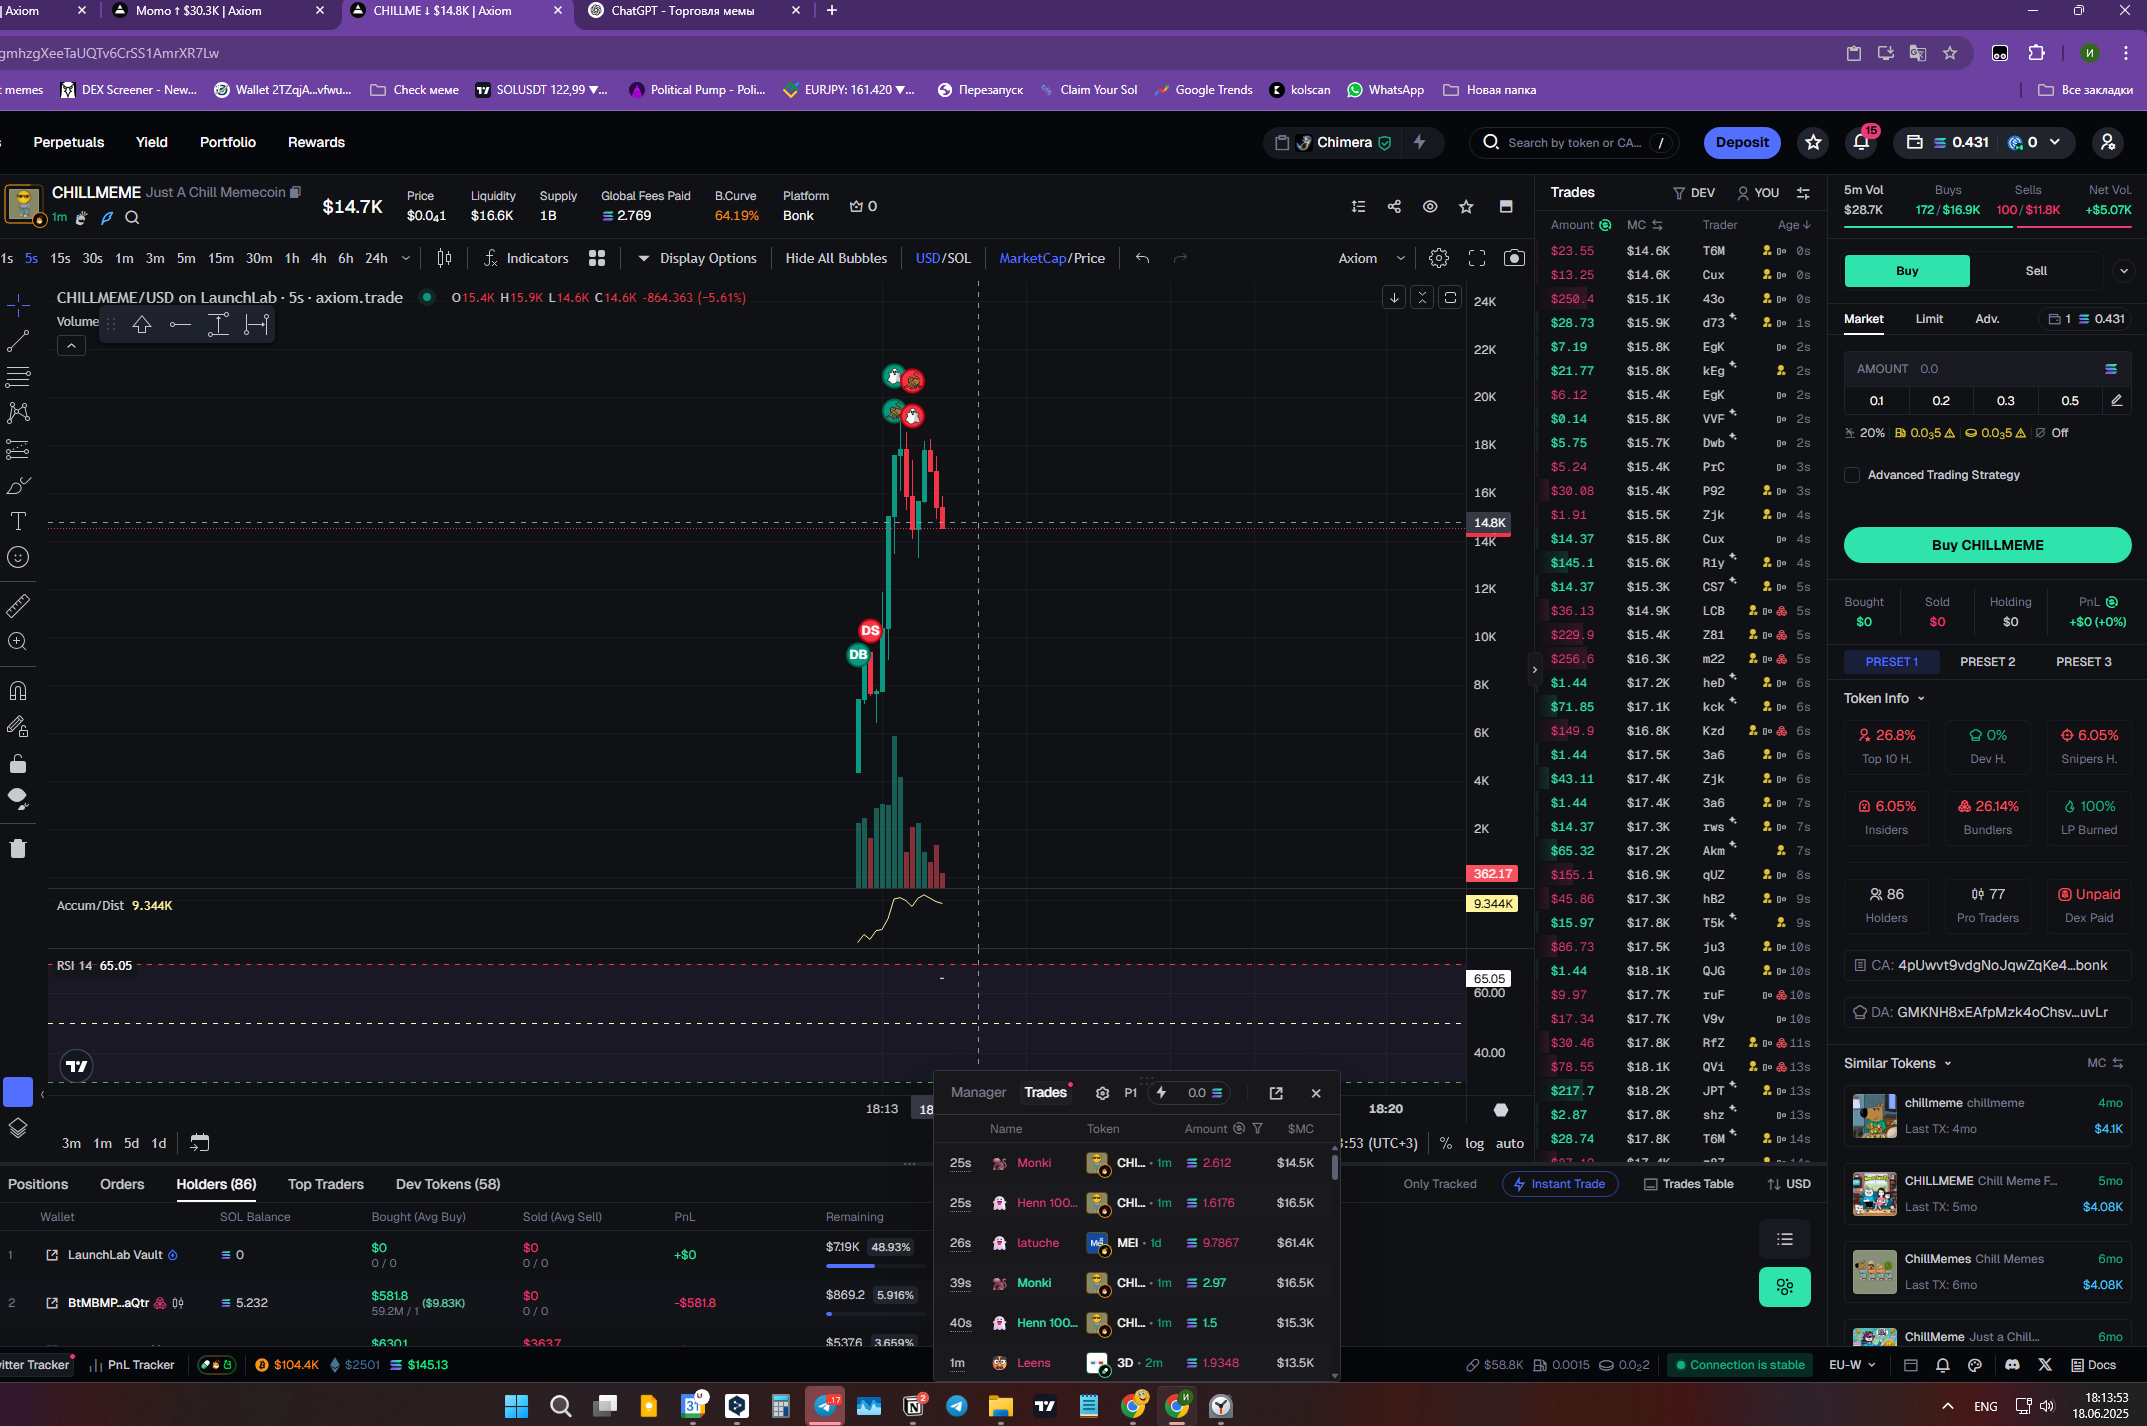 Axiom
Momo ↑ $30.3K | Axiom
CHILLME ↓ $14.8K | Axiom
ChatGPT - Торговля мемы
gmhzgXeeTaUQTv6CrSS1AmrXR7Lw
memes
DEX Screener - New...
Wallet 2TZqjA...vfwu...
Check меме
SOLUSDT 122,99 ▼...
Political Pump - Poli...
EURJPY: 161.420 ▼...
Перезапуск
Claim Your Sol
Google Trends
kolscan
WhatsApp
Новая папка
Все закладки
Perpetuals Yield Portfolio Rewards
Chimera
Search by token or CA... /
Deposit
15
0.431 0
CHILLMEME Just A Chill Memecoin
1m
$14.7K
Price Liquidity Supply Global Fees Paid B.Curve Platform
$0.0₄1 $16.6K 1B 2.769 64.19% Bonk
0
1s 5s 15s 30s 1m 3m 5m 15m 30m 1h 4h 6h 24h
Indicators
Display Options
Hide All Bubbles
USD/SOL
MarketCap/Price
Axiom
CHILLMEME/USD on LaunchLab · 5s · axiom.trade
O15.4K H15.9K L14.6K C14.6K -864.363 (-5.61%)
Volume
24K
22K
20K
18K
16K
14.8K
14K
12K
10K
8K
6K
4K
2K
DS
DB
362.17
Accum/Dist 9.344K
9.344K
RSI 14 65.05
65.05
60.00
40.00
18:13
18
18:20
3m 1m 5d 1d
:53 (UTC+3)
% log auto
Trades DEV YOU
Amount MC Trader Age
$23.55 $14.6K T6M 0s
$13.25 $14.6K Cux 0s
$250.4 $15.1K 43o 0s
$28.73 $15.9K d73 1s
$7.19 $15.8K EgK 2s
$21.77 $15.8K kEg 2s
$6.12 $15.4K EgK 2s
$0.14 $15.8K VVF 2s
$5.75 $15.7K Dwb 2s
$5.24 $15.4K PrC 3s
$30.08 $15.4K P92 3s
$1.91 $15.5K Zjk 4s
$14.37 $15.8K Cux 4s
$145.1 $15.6K R1y 4s
$14.37 $15.3K CS7 5s
$36.13 $14.9K LCB 5s
$229.9 $15.4K Z81 5s
$256.6 $16.3K m22 5s
$1.44 $17.2K heD 6s
$71.85 $17.1K kck 6s
$149.9 $16.8K Kzd 6s
$1.44 $17.5K 3a6 6s
$43.11 $17.4K Zjk 6s
$1.44 $17.4K 3a6 7s
$14.37 $17.3K rws 7s
$65.32 $17.2K Akm 7s
$155.1 $16.9K qUZ 8s
$45.86 $17.3K hB2 9s
$15.97 $17.8K T5k 9s
$86.73 $17.5K ju3 10s
$1.44 $18.1K QJG 10s
$9.97 $17.7K ruF 10s
$17.34 $17.7K V9v 10s
$30.46 $17.8K RfZ 11s
$78.55 $18.1K QVi 13s
$217.7 $18.2K JPT 13s
$2.87 $17.8K shz 13s
$28.74 $17.8K T6M 14s
5m Vol Buys Sells Net Vol.
$28.7K 172/$16.9K 100/$11.8K +$5.07K
Buy Sell
Market Limit Adv. 1 0.431
AMOUNT 0.0
0.1 0.2 0.3 0.5
20% 0.0₃5 0.0₃5 Off
Advanced Trading Strategy
Buy CHILLMEME
Bought Sold Holding PnL
$0 $0 $0 +$0 (+0%)
PRESET 1 PRESET 2 PRESET 3
Token Info
26.8% 0% 6.05%
Top 10 H. Dev H. Snipers H.
6.05% 26.14% 100%
Insiders Bundlers LP Burned
86 77 Unpaid
Holders Pro Traders Dex Paid
CA: 4pUwvt9vdgNoJqwZqKe4...bonk
DA: GMKNH8xEAfpMzk4oChsv...uvLr
Similar Tokens MC
chillmeme chillmeme 4mo
Last TX: 4mo $4.1K
CHILLMEME Chill Meme F... 5mo
Last TX: 5mo $4.08K
ChillMemes Chill Memes 6mo
Last TX: 6mo $4.08K
ChillMeme Just a Chill... 6mo
Positions Orders Holders (86) Top Traders Dev Tokens (58)
Only Tracked Instant Trade Trades Table USD
Wallet SOL Balance Bought (Avg Buy) Sold (Avg Sell) PnL Remaining
1 LaunchLab Vault 0 $0 $0 +$0 $7.19K 48.93%
0 / 0 0 / 0
2 BtMBMP...aQtr 5.232 $581.8 $0 -$581.8 $869.2 5.916%
59.2M / 1 ($9.83K) 0 / 0
$630.1 $363.7 $537.6 3.659%
Manager Trades P1 0.0
Name Token Amount $MC
25s Monki CHI... · 1m 2.612 $14.5K
25s Henn 100... CHI... · 1m 1.6176 $16.5K
26s latuche MEI · 1d 9.7867 $61.4K
39s Monki CHI... · 1m 2.97 $16.5K
40s Henn 100... CHI... · 1m 1.5 $15.3K
1m Leens 3D · 2m 1.9348 $13.5K
itter Tracker
PnL Tracker
$104.4K $2501 $145.13
$58.8K 0.0015 0.0₂2
Connection is stable
EU-W
Docs
17
31
2
ENG
18:13:53
18.06.2025